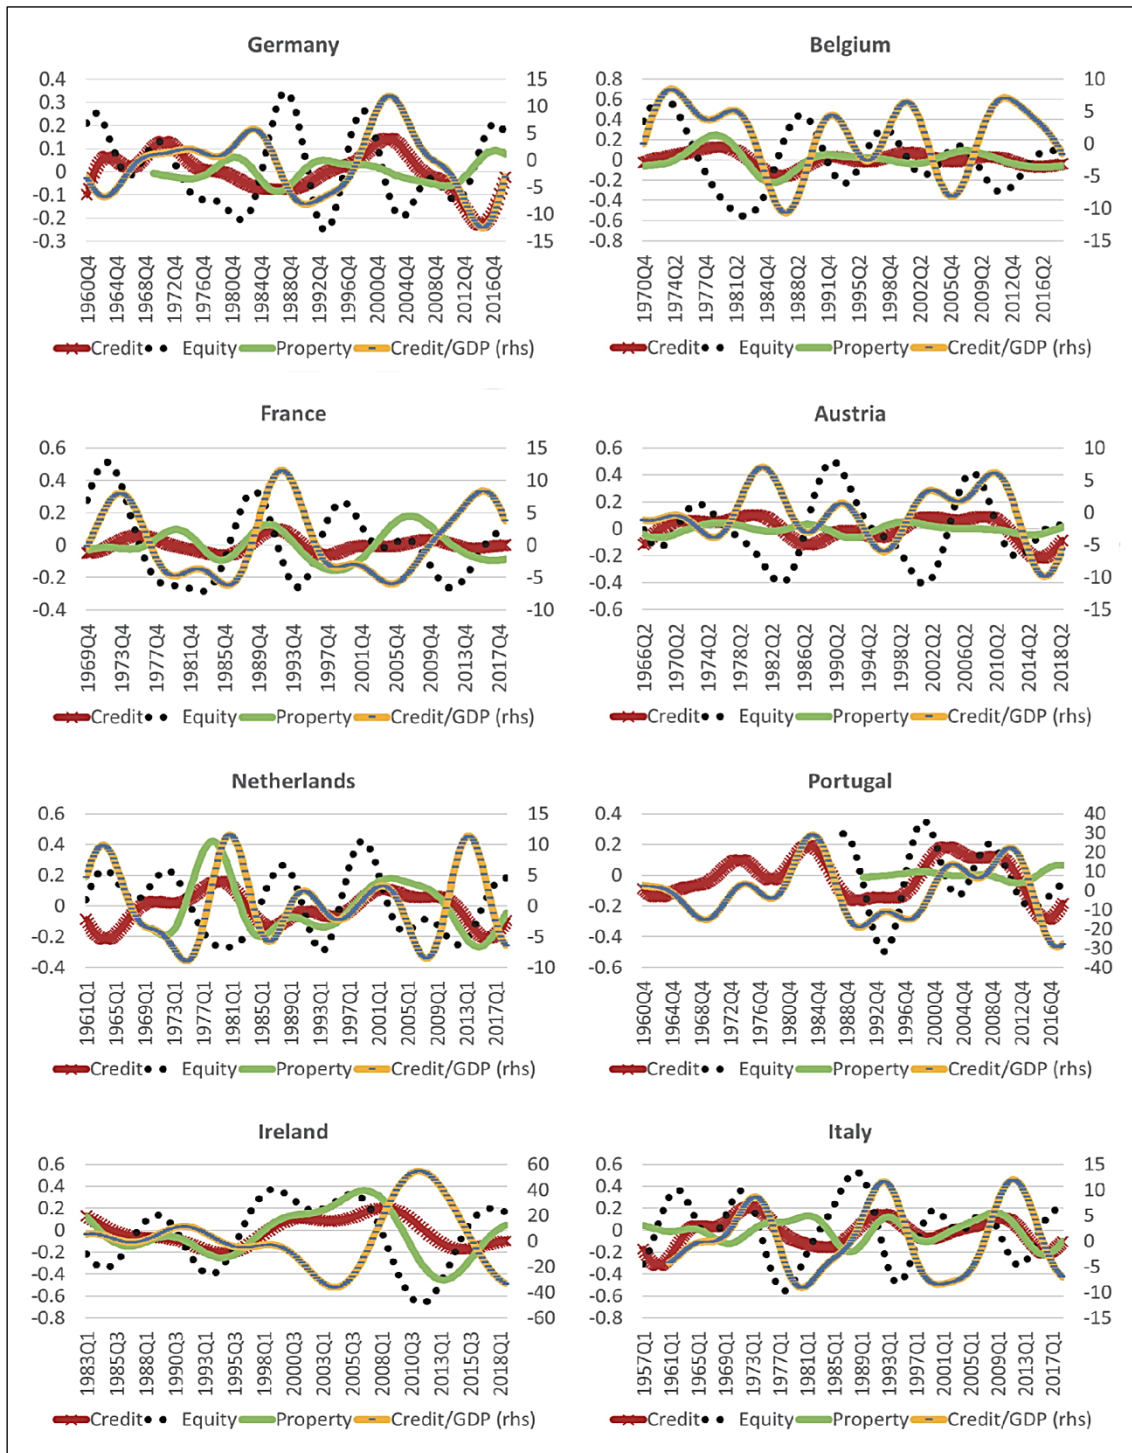 Germany
0.4
0.3
0.2
0.1
0
-0.1
-0.2
-0.3
15
10
5
0
-5
-10
-15
1960Q4
1964Q4
1968Q4
1972Q4
1976Q4
1980Q4
1984Q4
1988Q4
1992Q4
1996Q4
2000Q4
2004Q4
2008Q4
2012Q4
2016Q4
Credit Equity Property Credit/GDP (rhs)
Belgium
0.8
0.6
0.4
0.2
0
-0.2
-0.4
-0.6
-0.8
10
5
0
-5
-10
-15
1970Q4
1974Q2
1977Q4
1981Q2
1984Q4
1988Q2
1991Q4
1995Q2
1998Q4
2002Q2
2005Q4
2009Q2
2012Q4
2016Q2
Credit Equity Property Credit/GDP (rhs)
France
0.6
0.4
0.2
0
-0.2
-0.4
15
10
5
0
-5
-10
1969Q4
1973Q4
1977Q4
1981Q4
1985Q4
1989Q4
1993Q4
1997Q4
2001Q4
2005Q4
2009Q4
2013Q4
2017Q4
Credit Equity Property Credit/GDP (rhs)
Austria
0.6
0.4
0.2
0
-0.2
-0.4
-0.6
10
5
0
-5
-10
-15
1966Q2
1970Q2
1974Q2
1978Q2
1982Q2
1986Q2
1990Q2
1994Q2
1998Q2
2002Q2
2006Q2
2010Q2
2014Q2
2018Q2
Credit Equity Property Credit/GDP (rhs)
Netherlands
0.6
0.4
0.2
0
-0.2
-0.4
15
10
5
0
-5
-10
1961Q1
1965Q1
1969Q1
1973Q1
1977Q1
1981Q1
1985Q1
1989Q1
1993Q1
1997Q1
2001Q1
2005Q1
2009Q1
2013Q1
2017Q1
Credit Equity Property Credit/GDP (rhs)
Portugal
0.4
0.2
0
-0.2
-0.4
-0.6
40
30
20
10
0
-10
-20
-30
-40
1960Q4
1964Q4
1968Q4
1972Q4
1976Q4
1980Q4
1984Q4
1988Q4
1992Q4
1996Q4
2000Q4
2004Q4
2008Q4
2012Q4
2016Q4
Credit Equity Property Credit/GDP (rhs)
Ireland
0.6
0.4
0.2
0
-0.2
-0.4
-0.6
-0.8
60
40
20
0
-20
-40
-60
1983Q1
1985Q3
1988Q1
1990Q3
1993Q1
1995Q3
1998Q1
2000Q3
2003Q1
2005Q3
2008Q1
2010Q3
2013Q1
2015Q3
2018Q1
Credit Equity Property Credit/GDP (rhs)
Italy
0.6
0.4
0.2
0
-0.2
-0.4
-0.6
-0.8
15
10
5
0
-5
-10
-15
1957Q1
1961Q1
1965Q1
1969Q1
1973Q1
1977Q1
1981Q1
1985Q1
1989Q1
1993Q1
1997Q1
2001Q1
2005Q1
2009Q1
2013Q1
2017Q1
Credit Equity Property Credit/GDP (rhs)